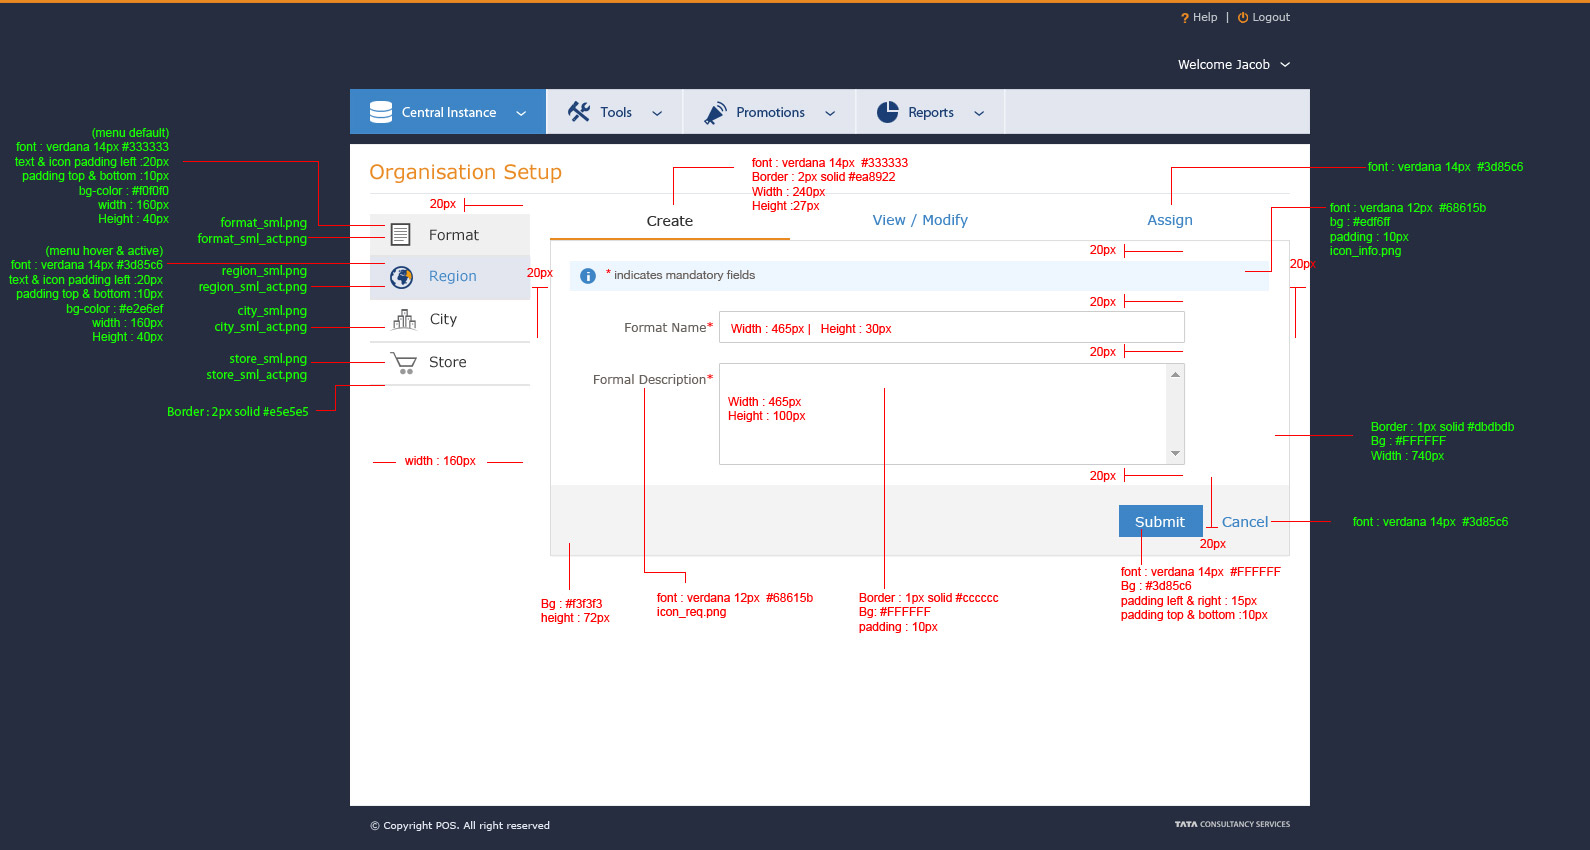 ? Help | Logout
Welcome Jacob
Central Instance
Tools
Promotions
Reports
(menu default)
font : verdana 14px #333333
text & icon padding left :20px
padding top & bottom :10px
bg-color : #f0f0f0
width : 160px
Height : 40px
Organisation Setup
font : verdana 14px #333333
Border : 2px solid #ea8922
Width : 240px
Height :27px
font : verdana 14px #3d85c6
20px
Create
View / Modify
Assign
font : verdana 12px #68615b
bg : #edf6ff
padding : 10px
icon_info.png
format_sml.png
format_sml_act.png
Format
(menu hover & active)
font : verdana 14px #3d85c6
text & icon padding left :20px
padding top & bottom :10px
bg-color : #e2e6ef
width : 160px
Height : 40px
region_sml.png
region_sml_act.png
Region
20px
20px
20px
* indicates mandatory fields
city_sml.png
city_sml_act.png
City
20px
Format Name*
Width : 465px | Height : 30px
20px
store_sml.png
store_sml_act.png
Store
Formal Description*
Width : 465px
Height : 100px
Border : 2px solid #e5e5e5
Border : 1px solid #dbdbdb
Bg : #FFFFFF
Width : 740px
width : 160px
20px
Submit
Cancel
font : verdana 14px #3d85c6
20px
Bg : #f3f3f3
height : 72px
font : verdana 12px #68615b
icon_req.png
Border : 1px solid #cccccc
Bg: #FFFFFF
padding : 10px
font : verdana 14px #FFFFFF
Bg : #3d85c6
padding left & right : 15px
padding top & bottom :10px
© Copyright POS. All right reserved
TATA CONSULTANCY SERVICES